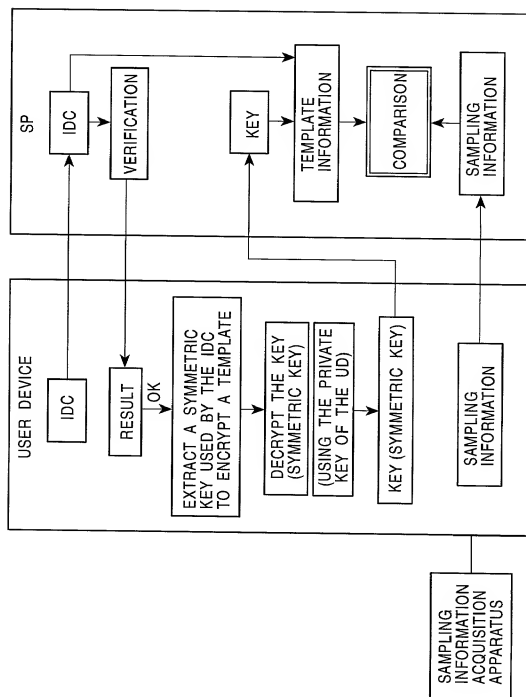 USER DEVICE
IDC
RESULT
OK
EXTRACT A SYMMETRIC
KEY USED BY THE IDC
TO ENCRYPT A TEMPLATE
DECRYPT THE KEY
(SYMMETRIC KEY)
(USING THE PRIVATE
KEY OF THE UD)
KEY (SYMMETRIC KEY)
SAMPLING
INFORMATION
SP
IDC
VERIFICATION
KEY
TEMPLATE
INFORMATION
COMPARISON
SAMPLING
INFORMATION
SAMPLING
INFORMATION
ACQUISITION
APPARATUS